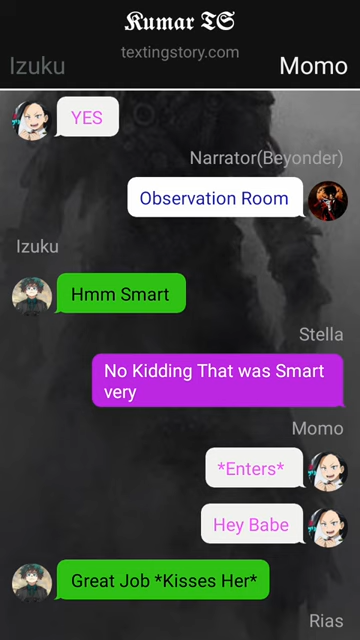 Kumar TS
textingstory.com
Izuku
Momo
YES
Narrator(Beyonder)
Observation Room
Izuku
Hmm Smart
Stella
No Kidding That was Smart
very
Momo
*Enters*
Hey Babe
Great Job *Kisses Her*
Rias